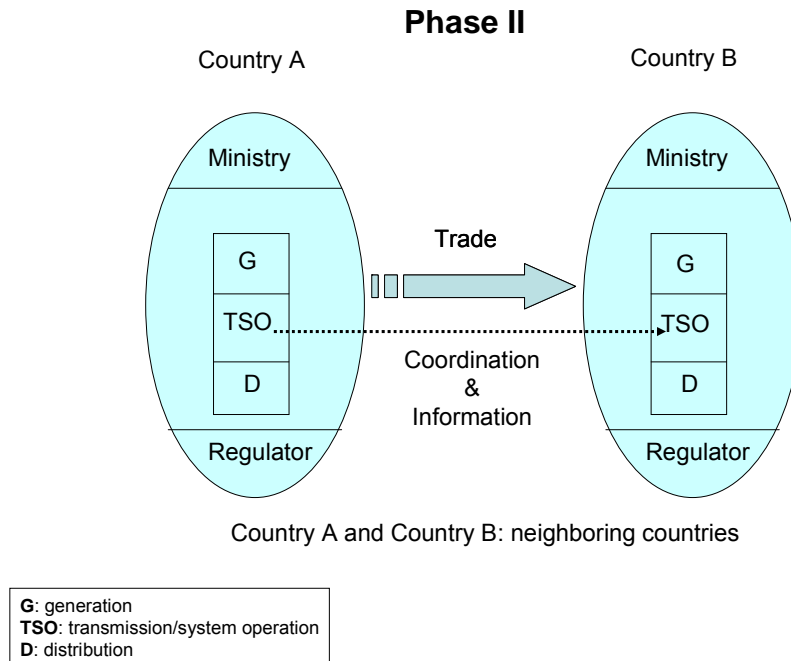 Phase II
Country A
Country B
Ministry
Ministry
G
TSO
D
Trade
G
TSO
D
Coordination
&
Information
Regulator
Regulator
Country A and Country B: neighboring countries
G: generation
TSO: transmission/system operation
D: distribution